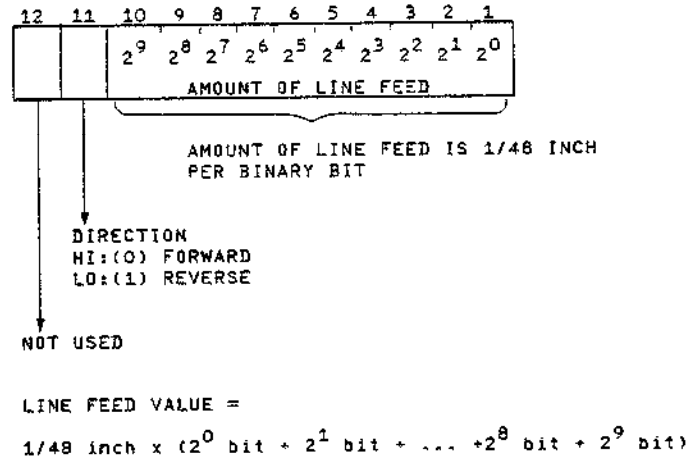 12 11 10 9 8 7 6 5 4 3 2 1
2⁹ 2⁸ 2⁷ 2⁶ 2⁵ 2⁴ 2³ 2² 2¹ 2⁰
AMOUNT OF LINE FEED
AMOUNT OF LINE FEED IS 1/48 INCH
PER BINARY BIT
DIRECTION
HI:(0) FORWARD
LO:(1) REVERSE
NOT USED
LINE FEED VALUE =
1/48 inch x (2⁰ bit + 2¹ bit + ... +2⁸ bit + 2⁹ bit)